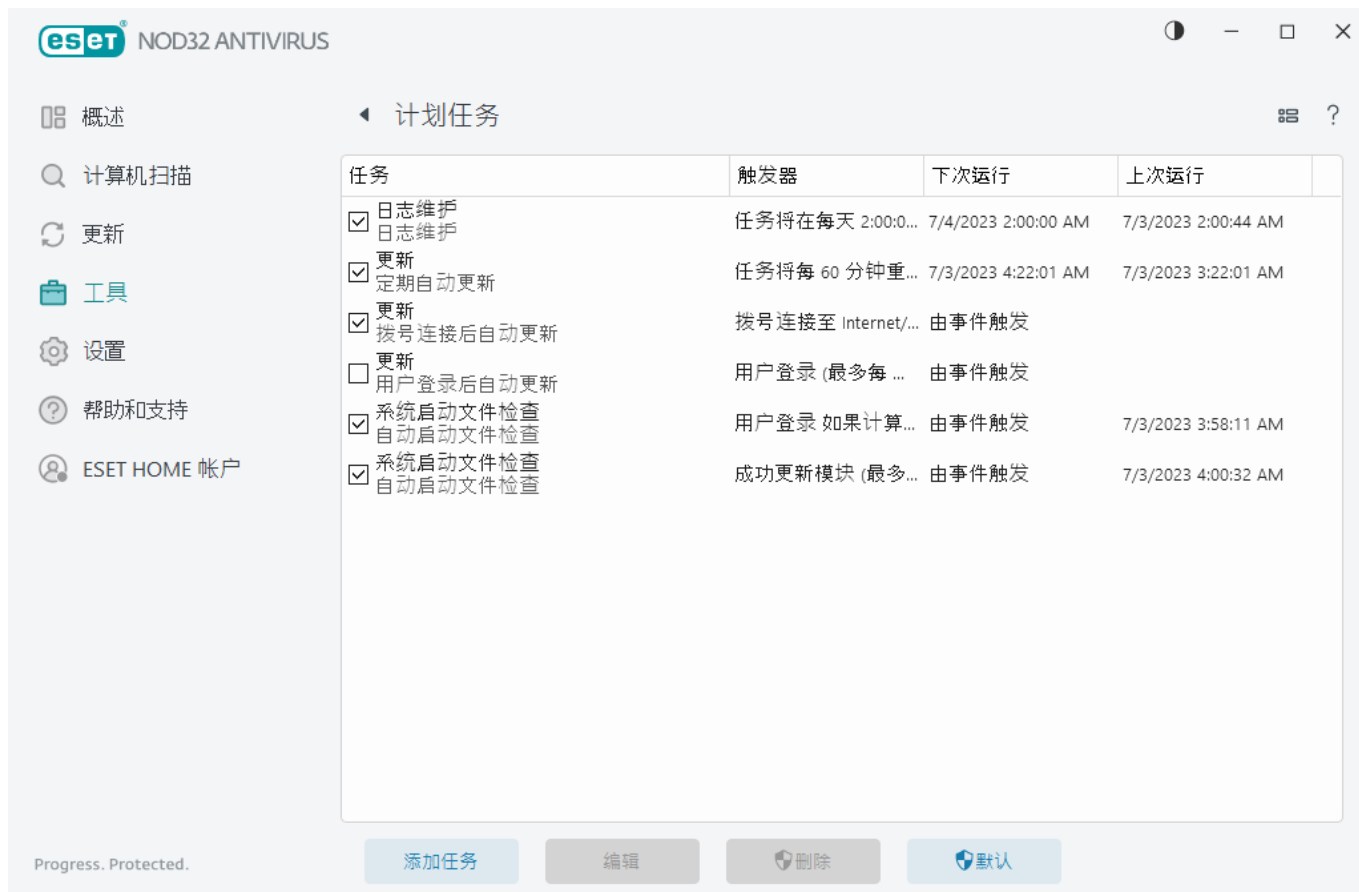 eset® NOD32 ANTIVIRUS
概述
计算机扫描
更新
工具
设置
帮助和支持
ESET HOME 帐户
计划任务
?
任务 触发器 下次运行 上次运行
日志维护
日志维护
任务将在每天 2:00:0... 7/4/2023 2:00:00 AM 7/3/2023 2:00:44 AM
更新
定期自动更新
任务将每 60 分钟重... 7/3/2023 4:22:01 AM 7/3/2023 3:22:01 AM
更新
拨号连接后自动更新
拨号连接至 Internet/... 由事件触发
更新
用户登录后自动更新
用户登录 (最多每 ... 由事件触发
系统启动文件检查
自动启动文件检查
用户登录 如果计算... 由事件触发 7/3/2023 3:58:11 AM
系统启动文件检查
自动启动文件检查
成功更新模块 (最多... 由事件触发 7/3/2023 4:00:32 AM
Progress. Protected.
添加任务 编辑 删除 默认